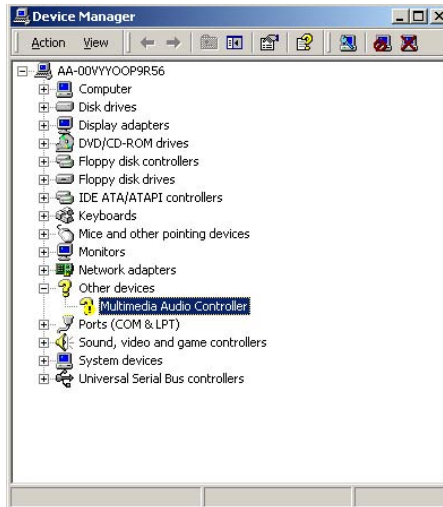 Device Manager
Action View
AA-00VYYOOP9R56
Computer
Disk drives
Display adapters
DVD/CD-ROM drives
Floppy disk controllers
Floppy disk drives
IDE ATA/ATAPI controllers
Keyboards
Mice and other pointing devices
Monitors
Network adapters
Other devices
Multimedia Audio Controller
Ports (COM & LPT)
Sound, video and game controllers
System devices
Universal Serial Bus controllers